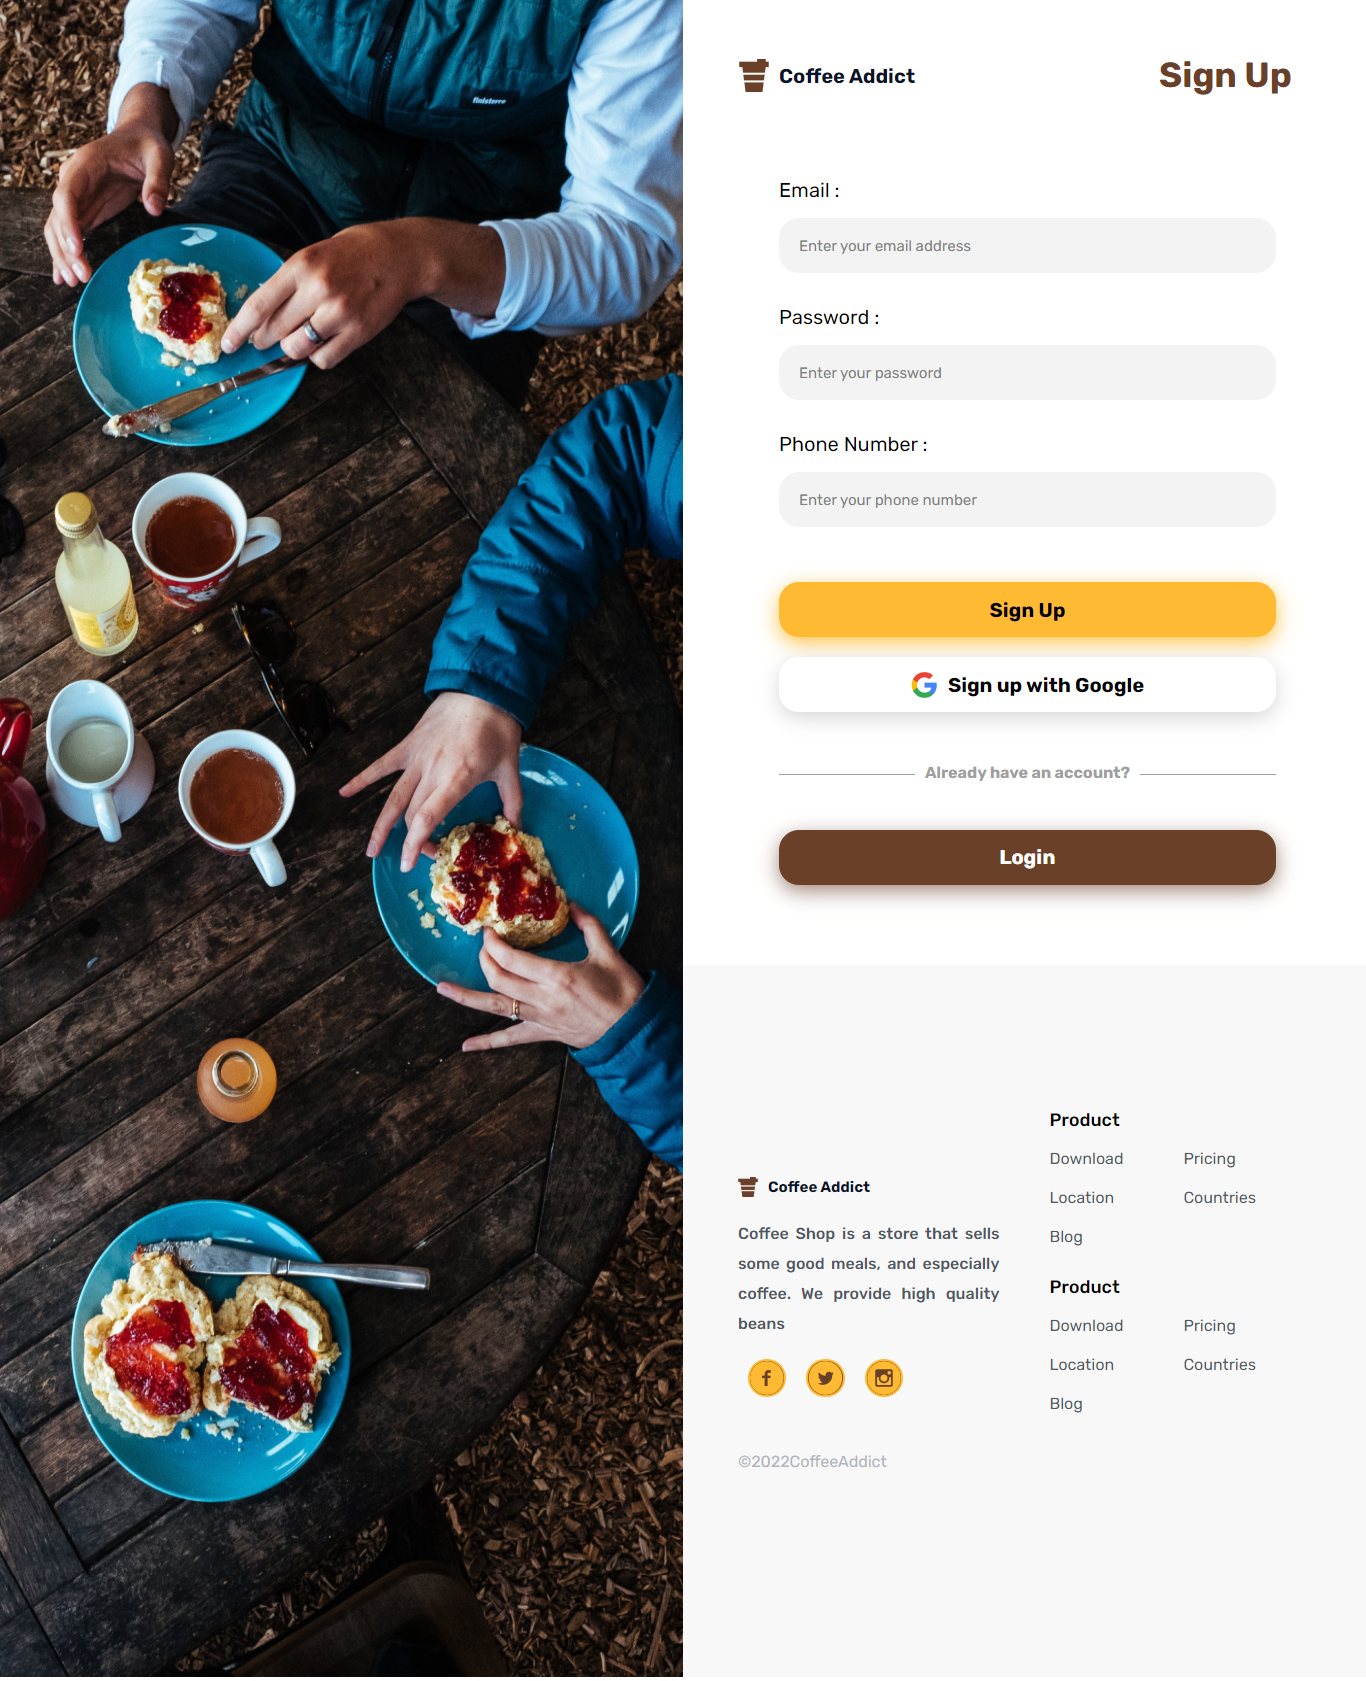 finisterre
Coffee Addict
Sign Up
Email :
Enter your email address
Password :
Enter your password
Phone Number :
Enter your phone number
Sign Up
Sign up with Google
Already have an account?
Login
Coffee Addict
Coffee Shop is a store that sells
some good meals, and especially
coffee. We provide high quality
beans
©2022CoffeeAddict
Product
Download Pricing
Location Countries
Blog
Product
Download Pricing
Location Countries
Blog